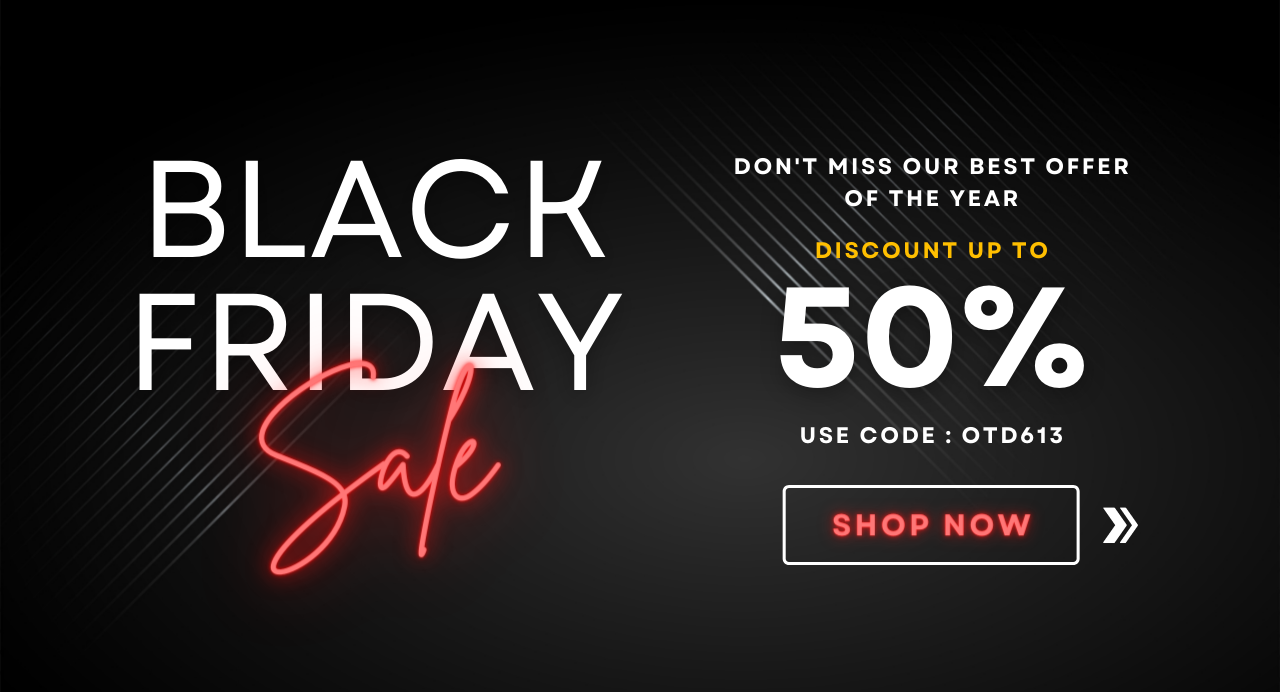 BLACK
FRIDAY
Sale
DON'T MISS OUR BEST OFFER
OF THE YEAR
DISCOUNT UP TO
50%
USE CODE : OTD613
SHOP NOW